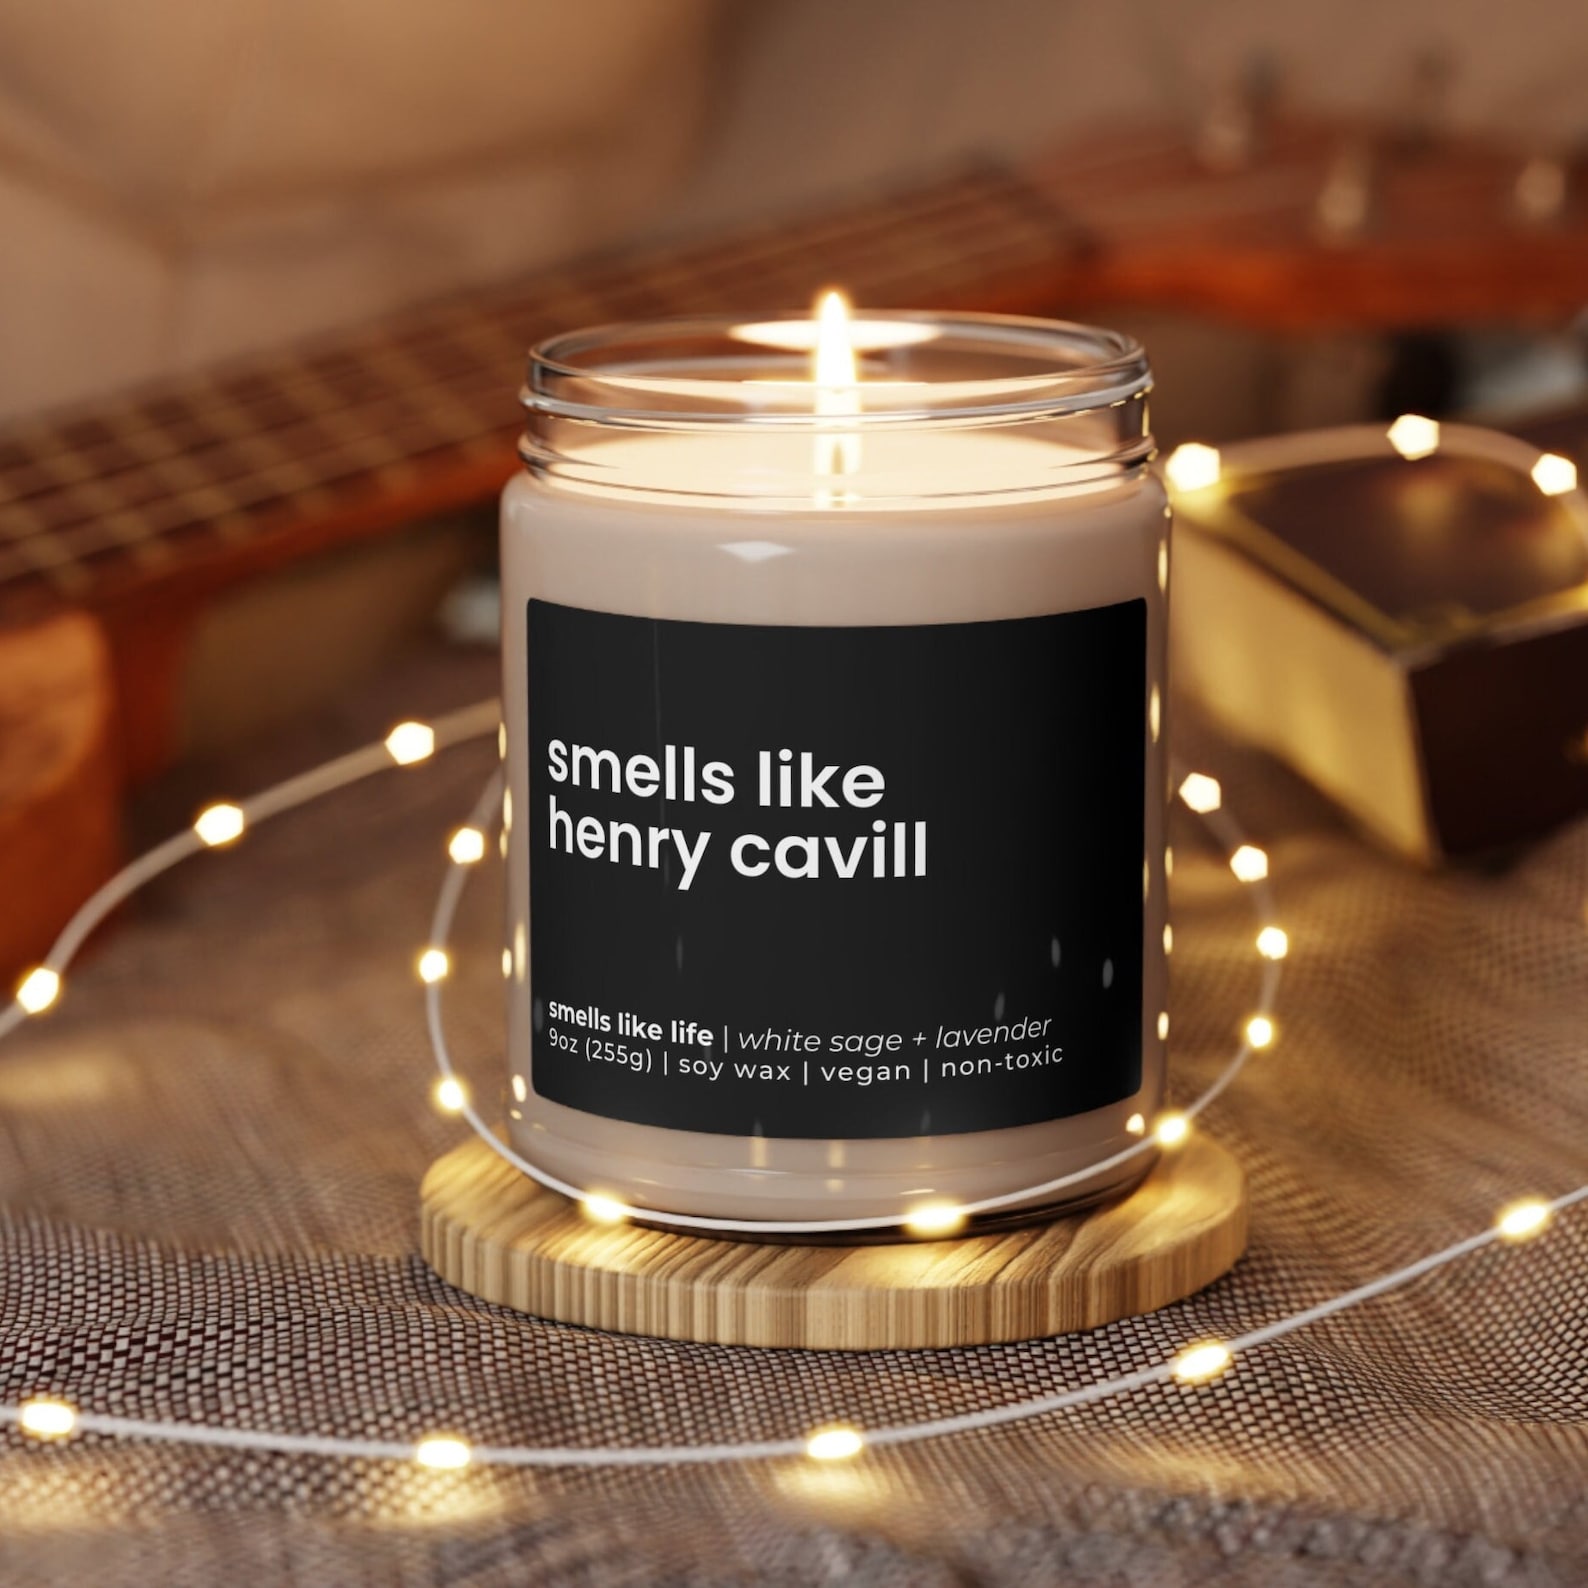 smells like
henry cavill
smells like life | white sage + lavender
9oz (255g) | soy wax | vegan | non-toxic